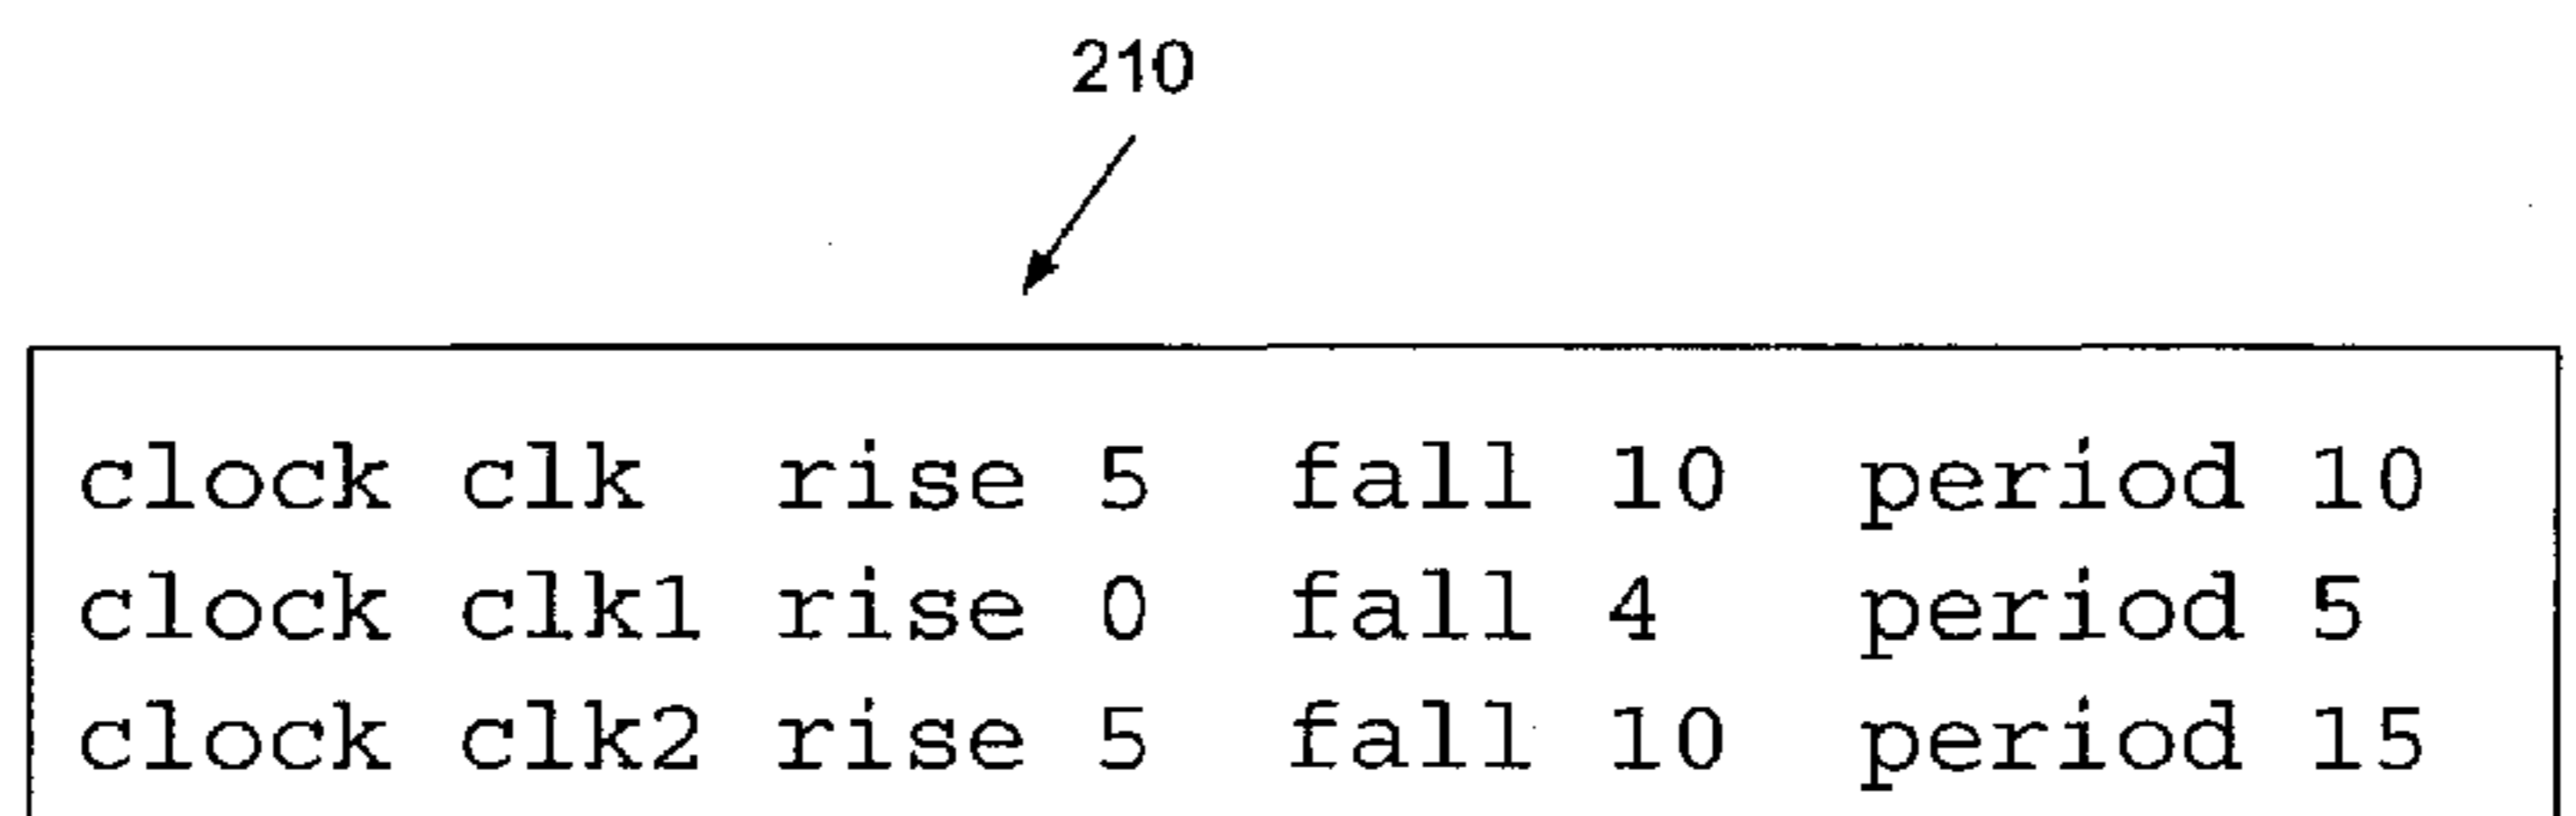 210
clock clk  rise 5  fall 10  period 10
clock clk1 rise 0  fall 4   period 5
clock clk2 rise 5  fall 10  period 15